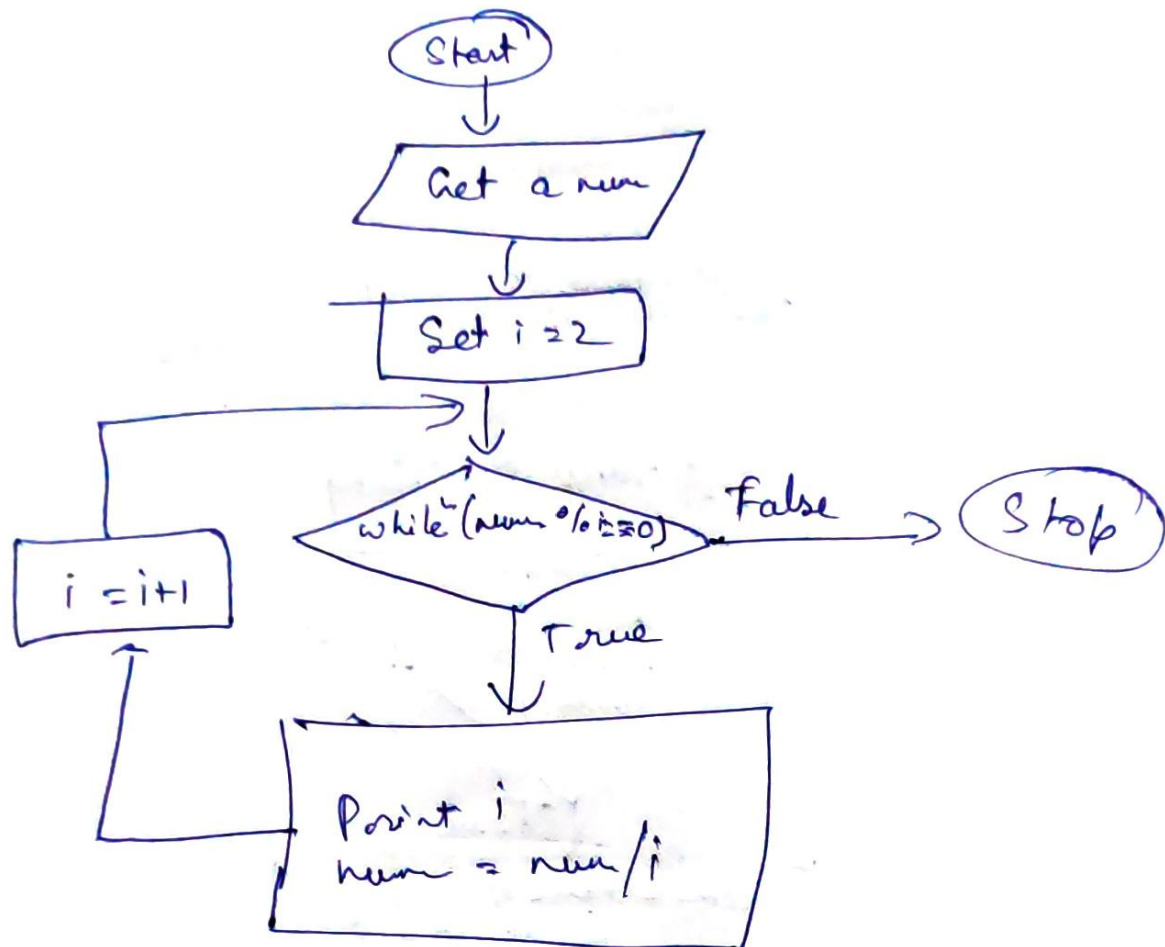 Start
Get a num
Set i = 2
while (num % i == 0)
False
Stop
i = i+1
True
Print i
num = num/i